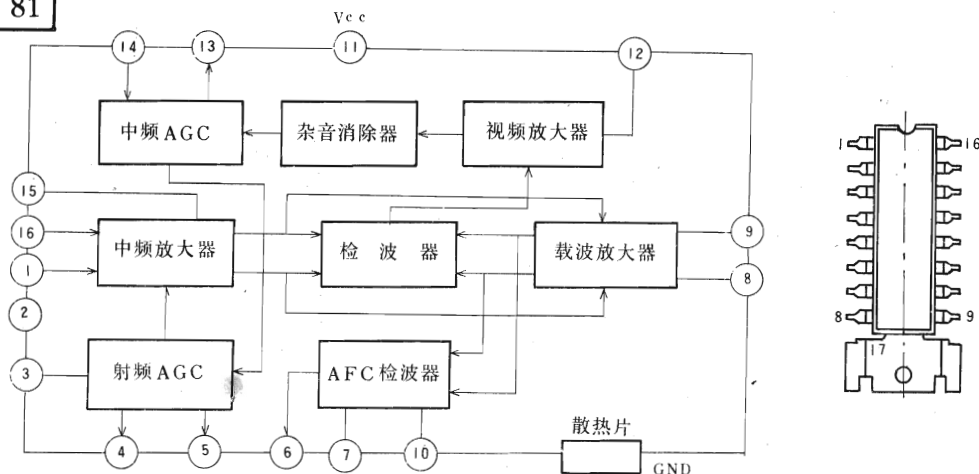 81
Vcc
14
13
11
12
中频AGC
杂音消除器
视频放大器
1
16
15
16
中频放大器
检波器
载波放大器
9
1
8
2
8
9
17
3
射频AGC
AFC检波器
散热片
4
5
6
7
10
GND